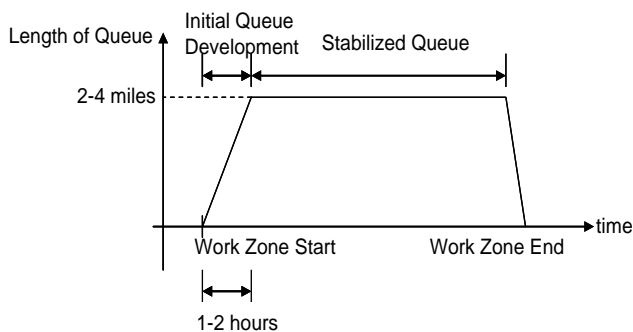 Length of Queue
Initial Queue
Development
Stabilized Queue
2-4 miles
time
Work Zone Start
Work Zone End
1-2 hours